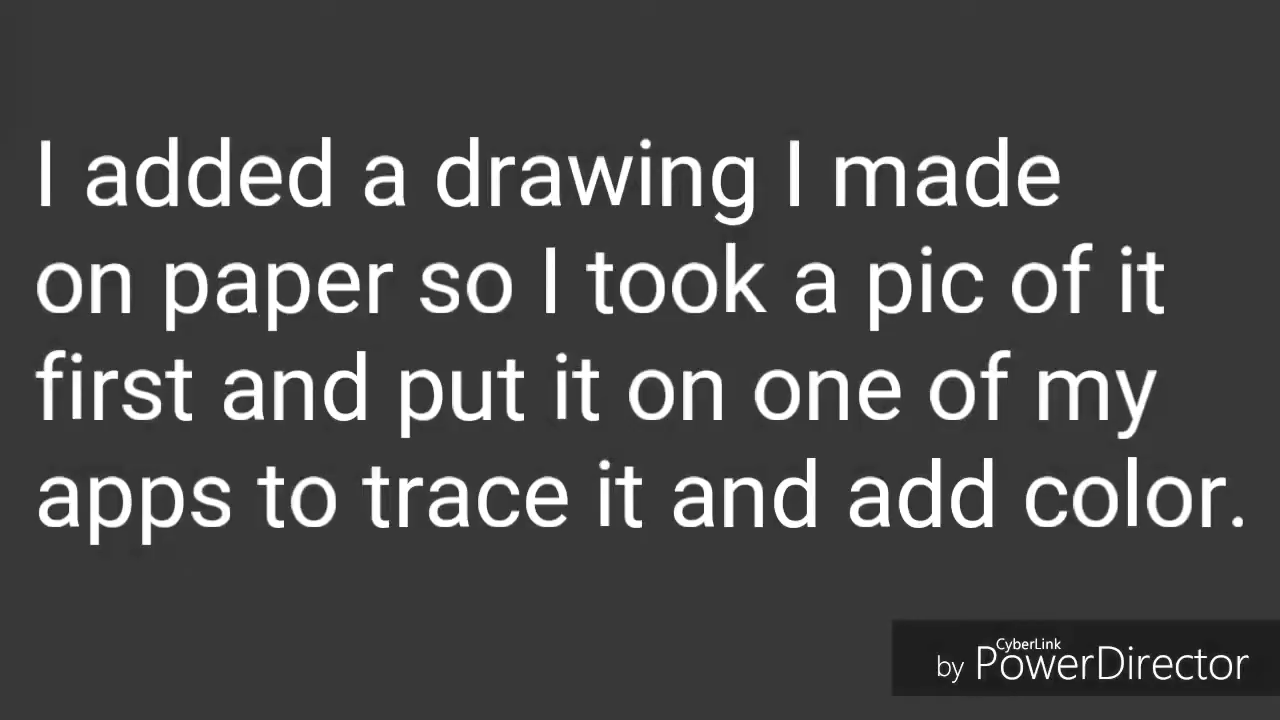 I added a drawing I made
on paper so I took a pic of it
first and put it on one of my
apps to trace it and add color.
CyberLink
by PowerDirector